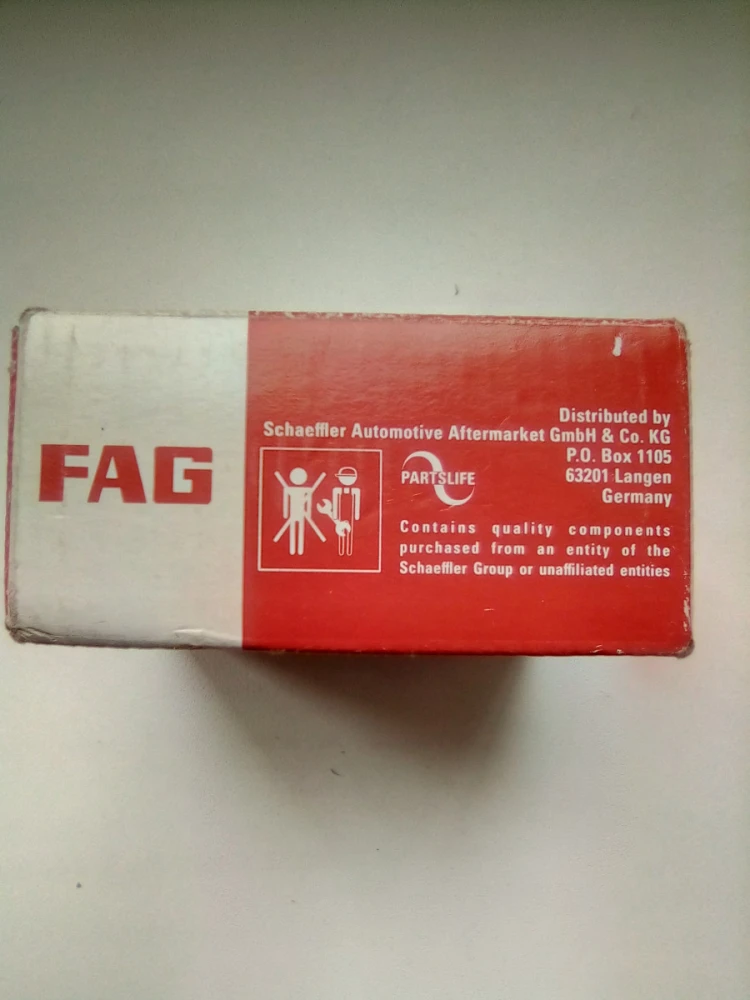 FAG
Distributed by
Schaeffler Automotive Aftermarket GmbH & Co. KG
P.O. Box 1105
63201 Langen
Germany
PARTSLIFE
Contains quality components
purchased from an entity of the
Schaeffler Group or unaffiliated entities